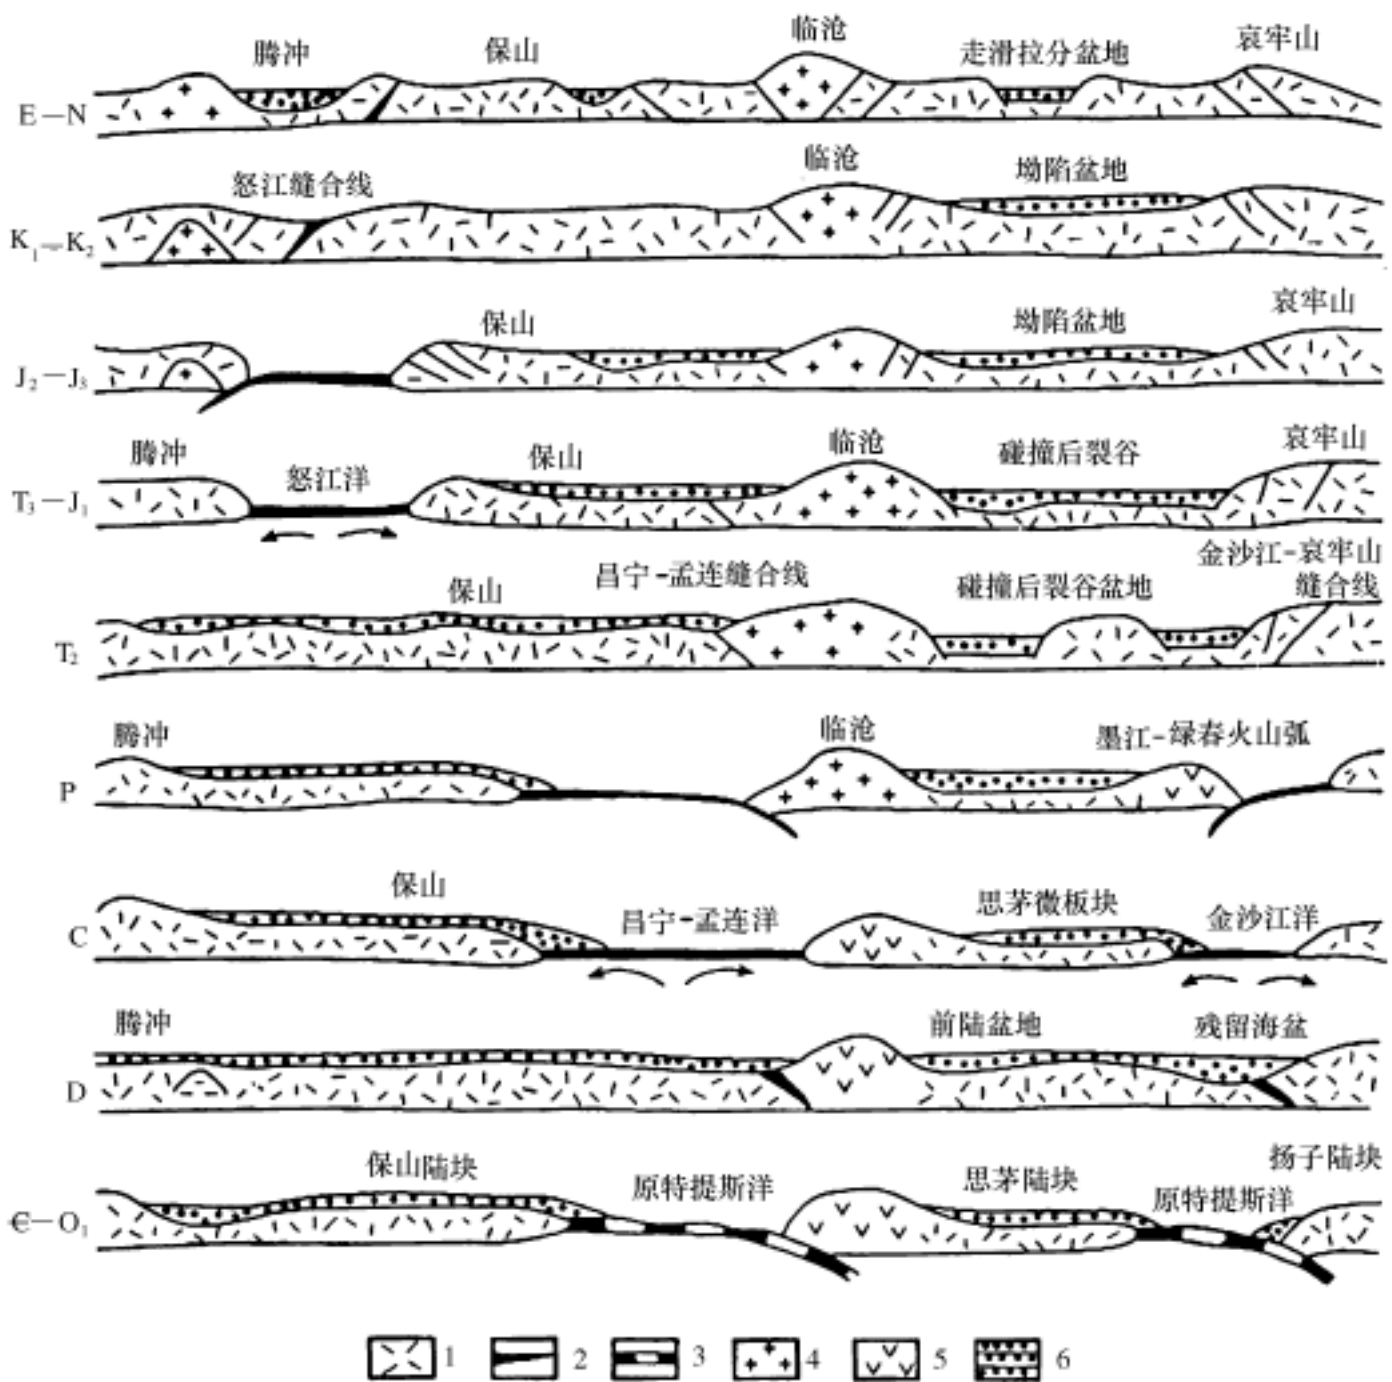 临沧
腾冲 保山 走滑拉分盆地 哀牢山
E—N
临沧
怒江缝合线 坳陷盆地
K₁—K₂
保山 坳陷盆地 哀牢山
J₂—J₃
腾冲 怒江洋 保山 临沧 碰撞后裂谷 哀牢山
T₃—J₁
保山 昌宁-孟连缝合线 碰撞后裂谷盆地 金沙江-哀牢山
缝合线
T₂
腾冲 临沧 墨江-绿春火山弧
P
保山 昌宁-孟连洋 思茅微板块 金沙江洋
C
腾冲 前陆盆地 残留海盆
D
保山陆块 原特提斯洋 思茅陆块 原特提斯洋 扬子陆块
Є—O₁
1 2 3 4 5 6